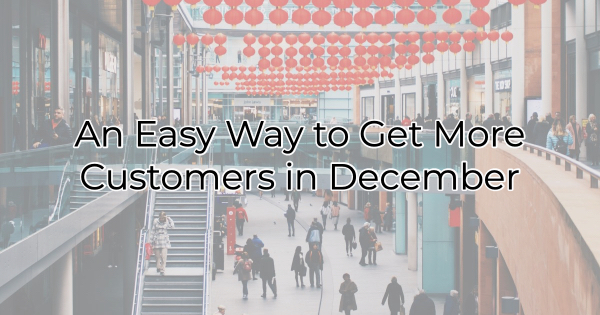 An Easy Way to Get More
Customers in December